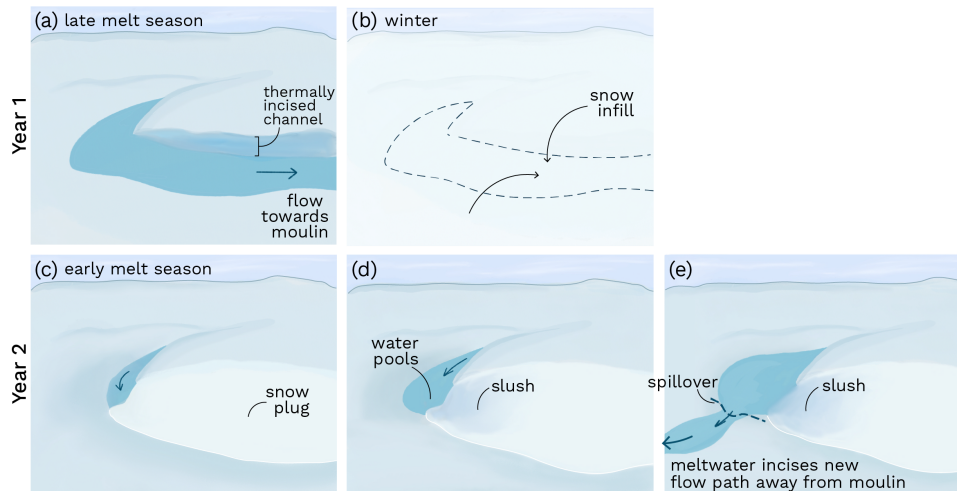 Year 1
(a) late melt season
thermally
incised
channel
flow
towards
moulin
(b) winter
snow
infill
Year 2
(c) early melt season
snow
plug
(d)
water
pools
slush
(e)
spillover
slush
meltwater incises new
flow path away from moulin